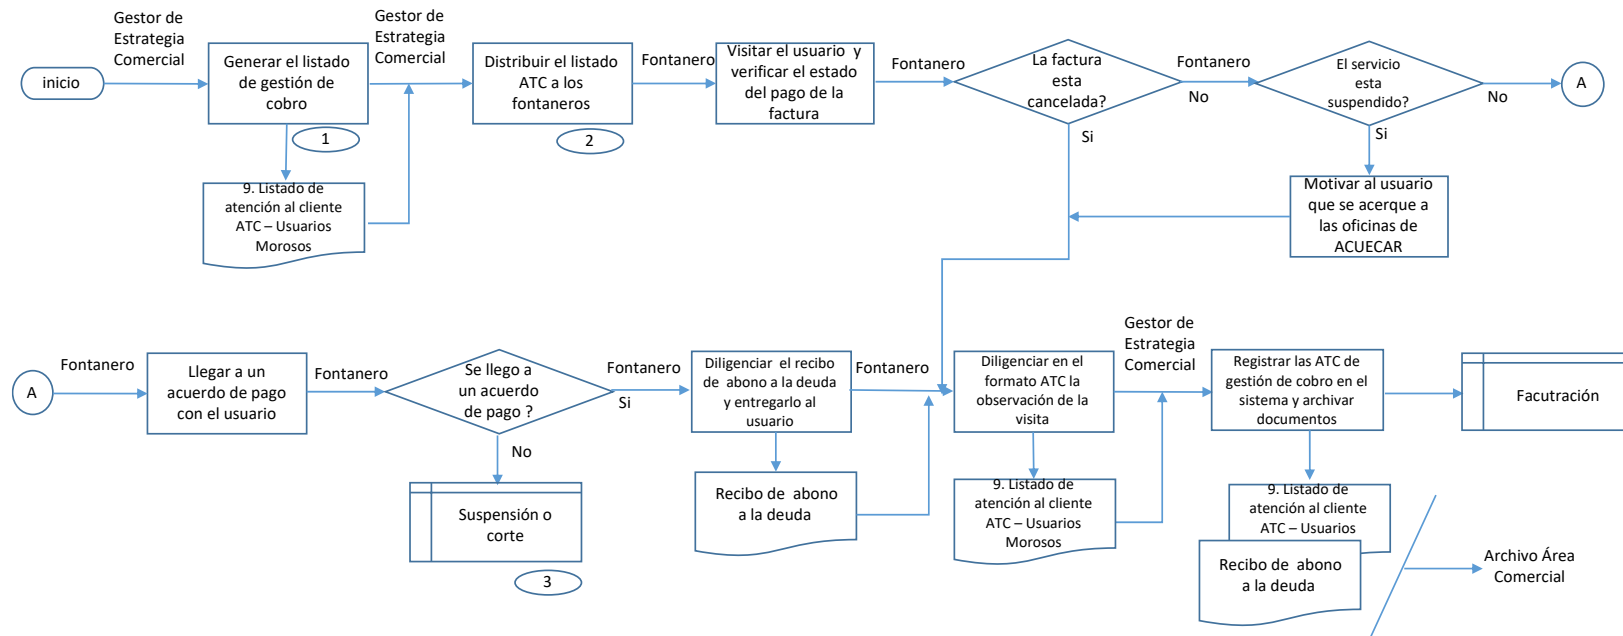 Gestor de
Estrategia
Comercial
Gestor de
Estrategia
Comercial
inicio
Generar el listado
de gestión de
cobro
1
Distribuir el listado
ATC a los
fontaneros
2
Fontanero
Visitar el usuario y
verificar el estado
del pago de la
factura
Fontanero
La factura
esta
cancelada?
Fontanero
No
Si
El servicio
esta
suspendido?
No
Si
A
9. Listado de
atención al cliente
ATC – Usuarios
Morosos
Motivar al usuario
que se acerque a
las oficinas de
ACUECAR
A
Fontanero
Llegar a un
acuerdo de pago
con el usuario
Fontanero
Se llego a
un acuerdo
de pago ?
Fontanero
Si
No
Suspensión o
corte
3
Diligenciar el recibo
de abono a la deuda
y entregarlo al
usuario
Fontanero
Recibo de abono
a la deuda
Diligenciar en el
formato ATC la
observación de la
visita
9. Listado de
atención al cliente
ATC – Usuarios
Morosos
Gestor de
Estrategia
Comercial
Registrar las ATC de
gestión de cobro en el
sistema y archivar
documentos
Facutración
9. Listado de
atención al cliente
ATC – Usuarios
Recibo de abono
a la deuda
Archivo Área
Comercial